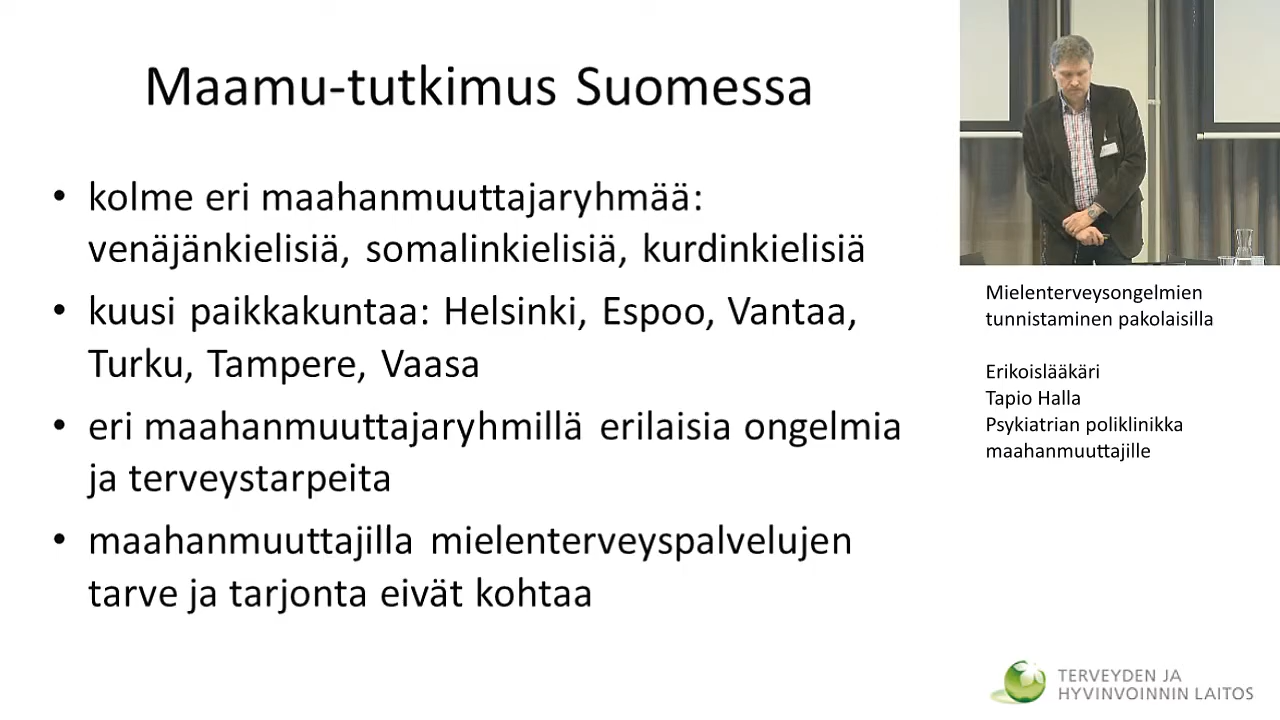 Maamu-tutkimus Suomessa
• kolme eri maahanmuuttajaryhmää:
venäjänkielisiä, somalinkielisiä, kurdinkielisiä
• kuusi paikkakuntaa: Helsinki, Espoo, Vantaa,
Turku, Tampere, Vaasa
• eri maahanmuuttajaryhmillä erilaisia ongelmia
ja terveystarpeita
• maahanmuuttajilla mielenterveyspalvelujen
tarve ja tarjonta eivät kohtaa
Mielenterveysongelmien
tunnistaminen pakolaisilla
Erikoislääkäri
Tapio Halla
Psykiatrian poliklinikka
maahanmuuttajille
TERVEYDEN JA
HYVINVOINNIN LAITOS